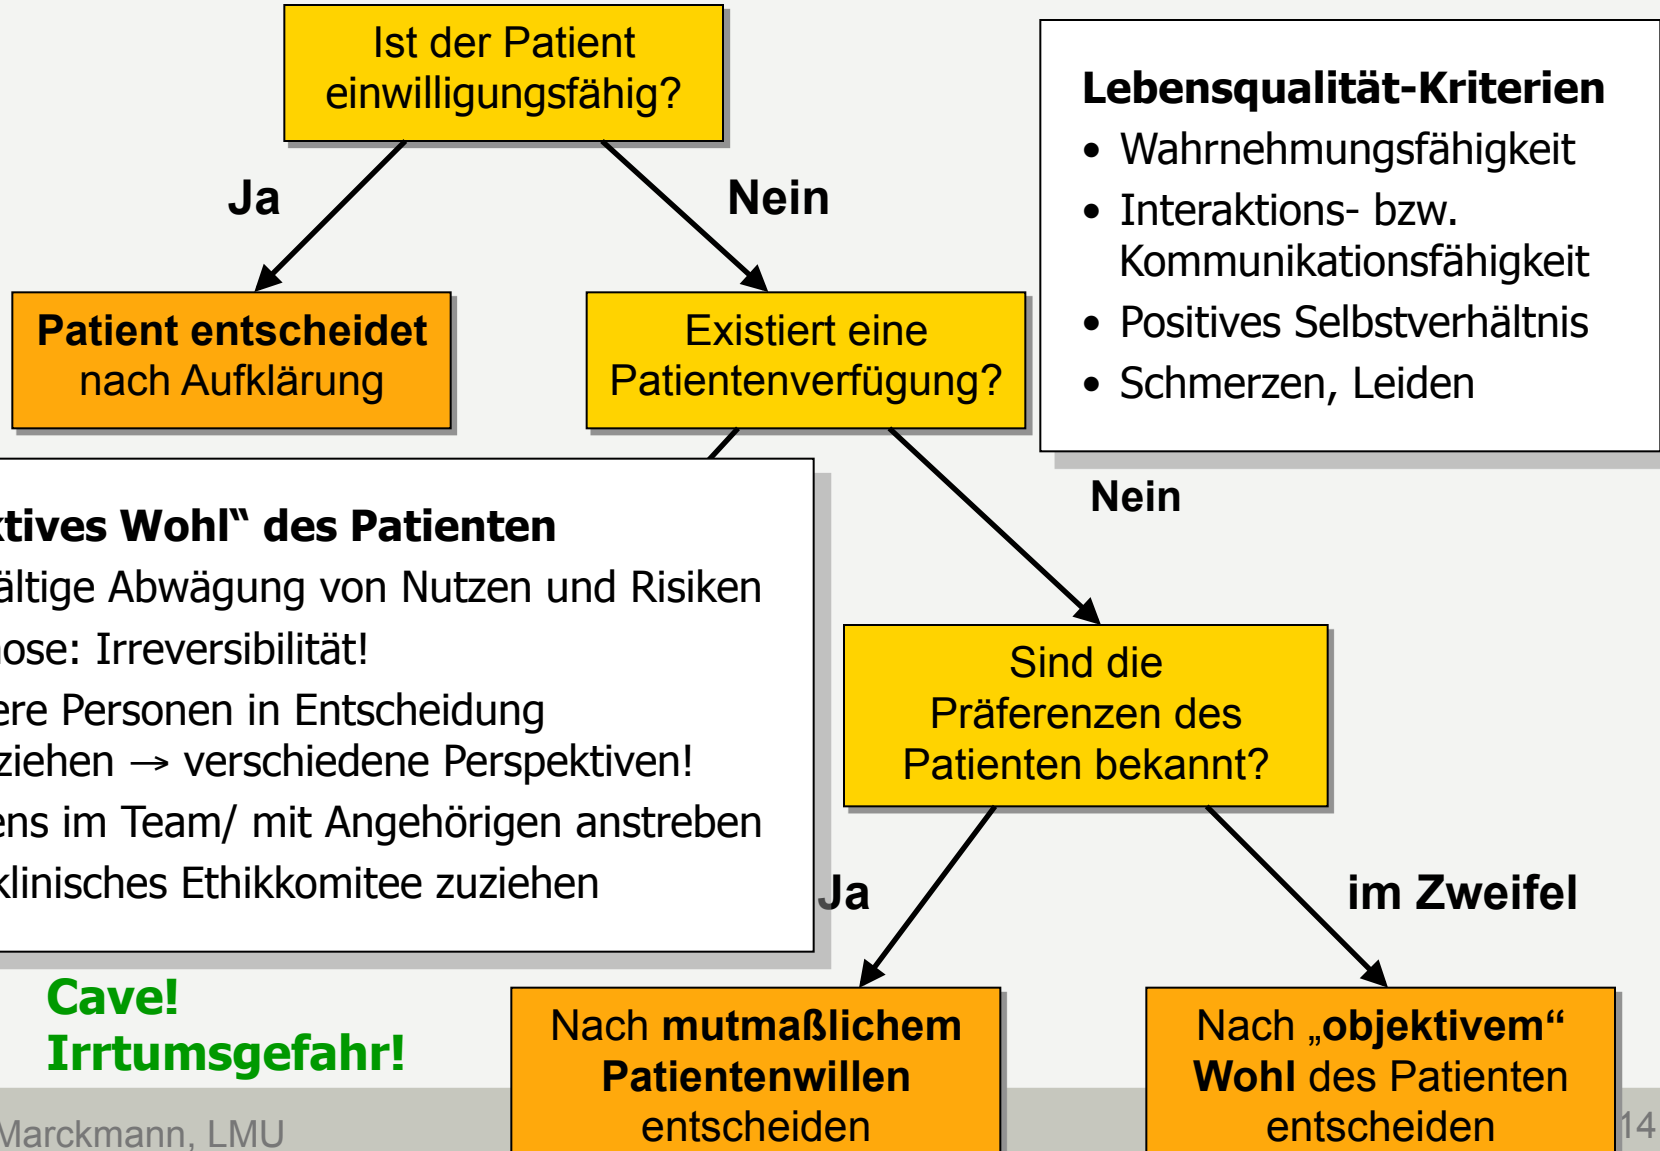 Ist der Patient
einwilligungsfähig?
Ja
Nein
Lebensqualität-Kriterien
• Wahrnehmungsfähigkeit
• Interaktions- bzw.
Kommunikationsfähigkeit
• Positives Selbstverhältnis
• Schmerzen, Leiden
Patient entscheidet
nach Aufklärung
Existiert eine
Patientenverfügung?
Nein
ktives Wohl“ des Patienten
ältige Abwägung von Nutzen und Risiken
nose: Irreversibilität!
ere Personen in Entscheidung
ziehen → verschiedene Perspektiven!
ens im Team/ mit Angehörigen anstreben
klinisches Ethikkomitee zuziehen
Sind die
Präferenzen des
Patienten bekannt?
Ja
im Zweifel
Cave!
Irrtumsgefahr!
Nach mutmaßlichem
Patientenwillen
entscheiden
Nach „objektivem“
Wohl des Patienten
entscheiden
Marckmann, LMU
14